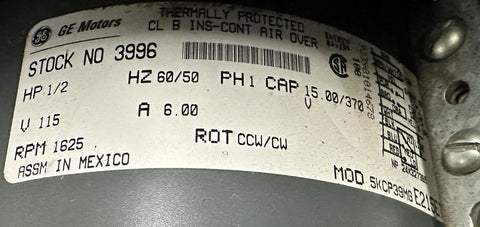 GE GE Motors
THERMALLY PROTECTED
CL B INS-CONT AIR OVER
STOCK NO 3996
HP 1/2 HZ 60/50 PH 1 CAP 15.00/370
V
V 115 A 6.00
RPM 1625 ROT CCW/CW
ASSM IN MEXICO
MOD 5KCP39MG